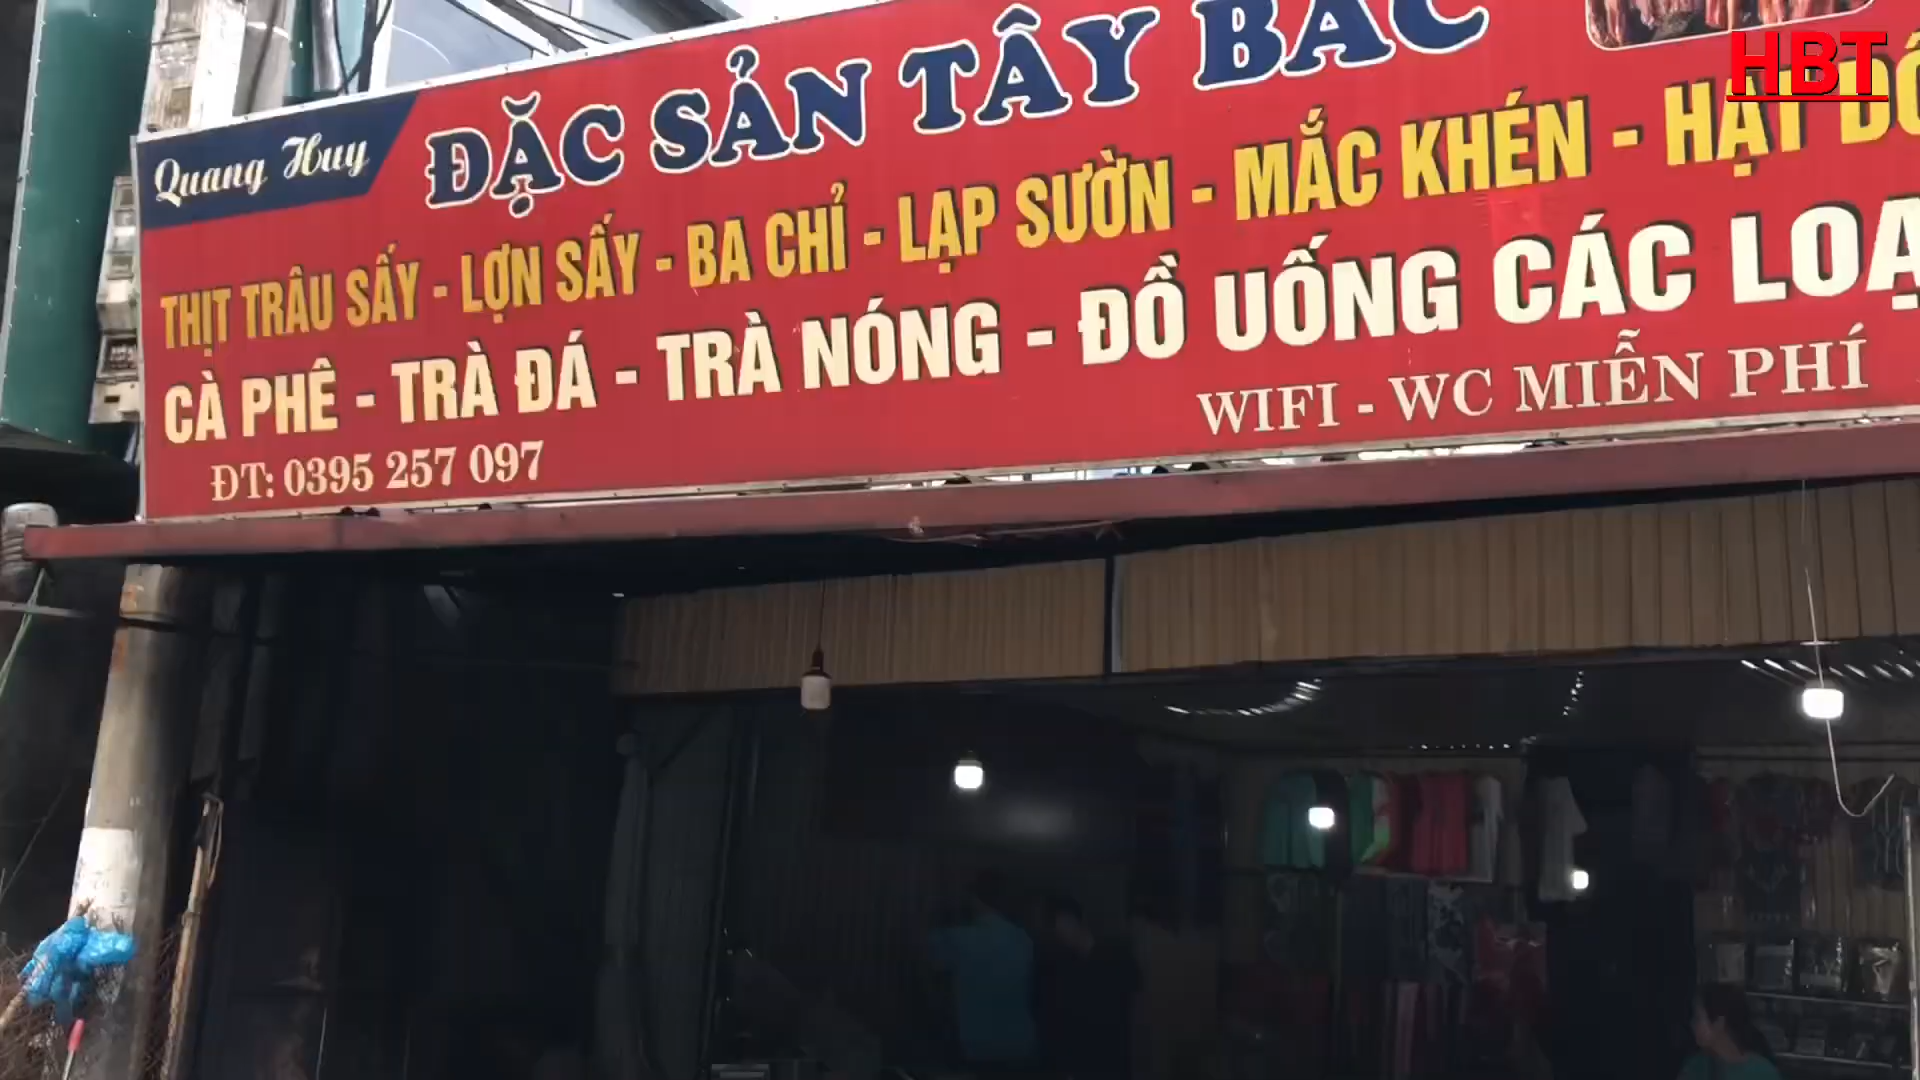 HBT
Quang Huy
ĐẶC SẢN TÂY BẮC
THỊT TRÂU SẤY - LỢN SẤY - BA CHỈ - LẠP SƯỜN - MẮC KHÉN - HẠT
CÀ PHÊ - TRÀ ĐÁ - TRÀ NÓNG - ĐỒ UỐNG CÁC
WIFI - WC MIỄN PHÍ
ĐT: 0395 257 097